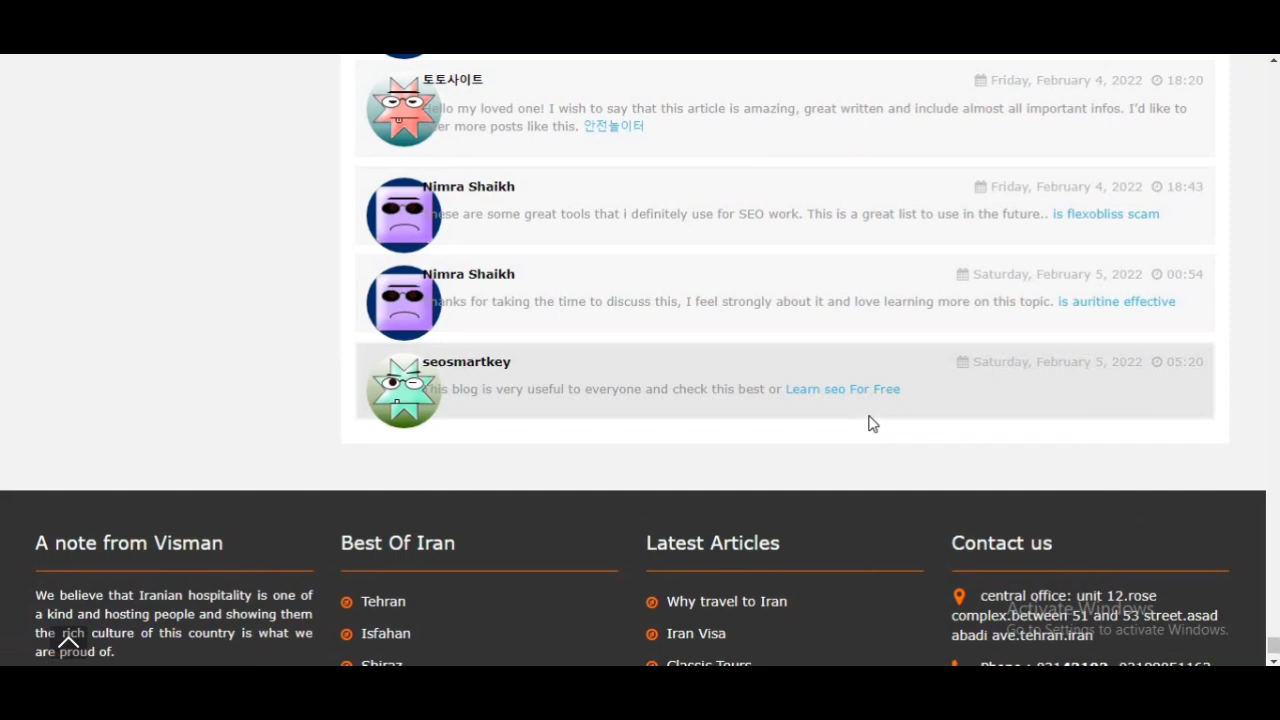 토토사이트
Friday, February 4, 2022 18:20
ello my loved one! I wish to say that this article is amazing, great written and include almost all important infos. I'd like to
er more posts like this. 안전놀이터
Nimra Shaikh
Friday, February 4, 2022 18:43
ese are some great tools that i definitely use for SEO work. This is a great list to use in the future.. is flexobliss scam
Nimra Shaikh
Saturday, February 5, 2022 00:54
hanks for taking the time to discuss this, I feel strongly about it and love learning more on this topic. is auritine effective
seosmartkey
Saturday, February 5, 2022 05:20
his blog is very useful to everyone and check this best or Learn seo For Free
A note from Visman
We believe that Iranian hospitality is one of
a kind and hosting people and showing them
the rich culture of this country is what we
are proud of.
Best Of Iran
Tehran
Isfahan
Shiraz
Latest Articles
Why travel to Iran
Iran Visa
Classic Tours
Contact us
central office: unit 12.rose
complex.between 51 and 53 street.asad
abadi ave.tehran.iran
Phone :
Activate Windows
Go to Settings to activate Windows.